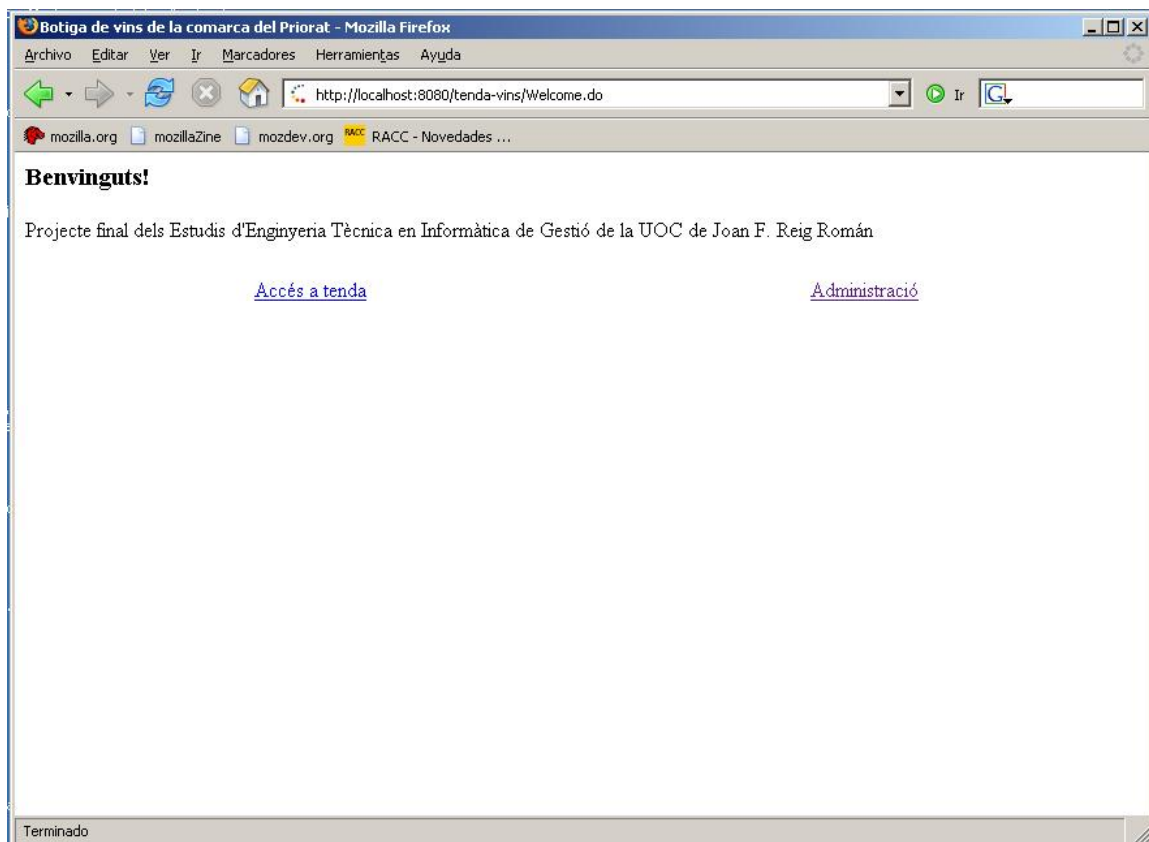 Botiga de vins de la comarca del Priorat - Mozilla Firefox
Archivo Editar Ver Ir Marcadores Herramientas Ayuda
http://localhost:8080/tenda-vins/Welcome.do Ir G
mozilla.org mozillaZine mozdev.org RACC RACC - Novedades ...
Benvinguts!
Projecte final dels Estudis d'Enginyeria Tècnica en Informàtica de Gestió de la UOC de Joan F. Reig Román
Accés a tenda Administració
Terminado